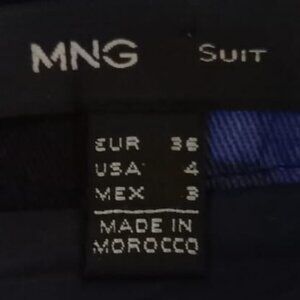 MNG SUIT
EUR 36
USA 4
MEX 3
MADE IN
MOROCCO